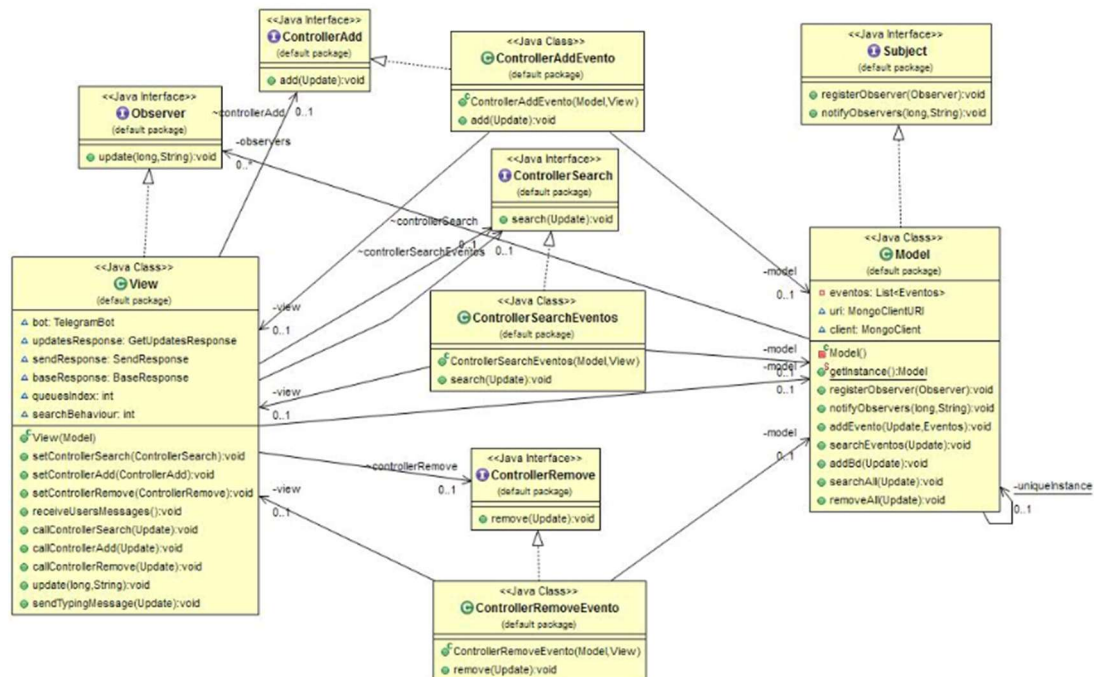 <<Java Interface>>
ControllerAdd
(default package)
add(Update):void
<<Java Class>>
ControllerAddEvento
(default package)
ControllerAddEvento(Model,View)
add(Update):void
<<Java Interface>>
Subject
(default package)
registerObserver(Observer):void
notifyObservers(long,String):void
<<Java Interface>>
Observer
(default package)
update(long,String):void
~controllerAdd
0..1
-observers
0..*
<<Java Interface>>
ControllerSearch
(default package)
search(Update):void
~controllerSearch
0..1
~controllerSearchEventos
0..1
<<Java Class>>
View
(default package)
bot: TelegramBot
updatesResponse: GetUpdatesResponse
sendResponse: SendResponse
baseResponse: BaseResponse
queuesIndex: int
searchBehaviour: int
View(Model)
setControllerSearch(ControllerSearch):void
setControllerAdd(ControllerAdd):void
setControllerRemove(ControllerRemove):void
receiveUsersMessages():void
callControllerSearch(Update):void
callControllerAdd(Update):void
callControllerRemove(Update):void
update(long,String):void
sendTypingMessage(Update):void
-view
0..1
-view
0..1
-view
0..1
<<Java Class>>
ControllerSearchEventos
(default package)
ControllerSearchEventos(Model,View)
search(Update):void
-model
0..1
-model
0..1
-model
0..1
-model
0..1
<<Java Class>>
Model
(default package)
eventos: List<Eventos>
uri: MongoClientURI
client: MongoClient
Model()
getInstance():Model
registerObserver(Observer):void
notifyObservers(long,String):void
addEvento(Update,Eventos):void
searchEventos(Update):void
addBd(Update):void
searchAll(Update):void
removeAll(Update):void
-uniqueInstance
0..1
~controllerRemove
0..1
<<Java Interface>>
ControllerRemove
(default package)
remove(Update):void
<<Java Class>>
ControllerRemoveEvento
(default package)
ControllerRemoveEvento(Model,View)
remove(Update):void